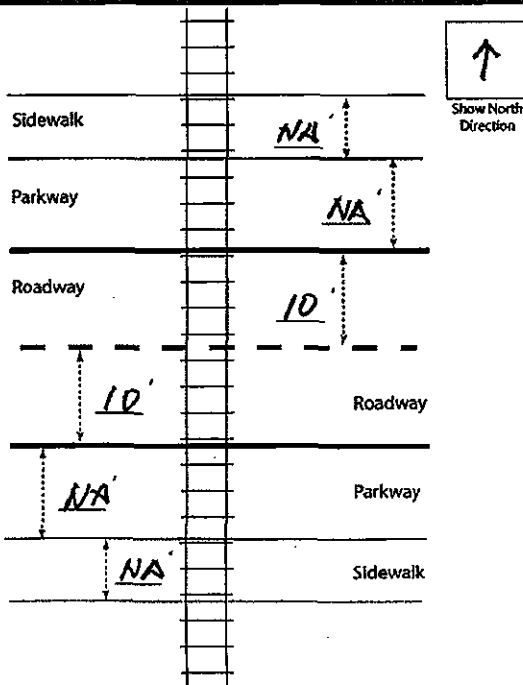 Sidewalk
NA'
Show North
Direction
Parkway
NA'
Roadway
10'
10'
Roadway
NA'
Parkway
NA'
Sidewalk